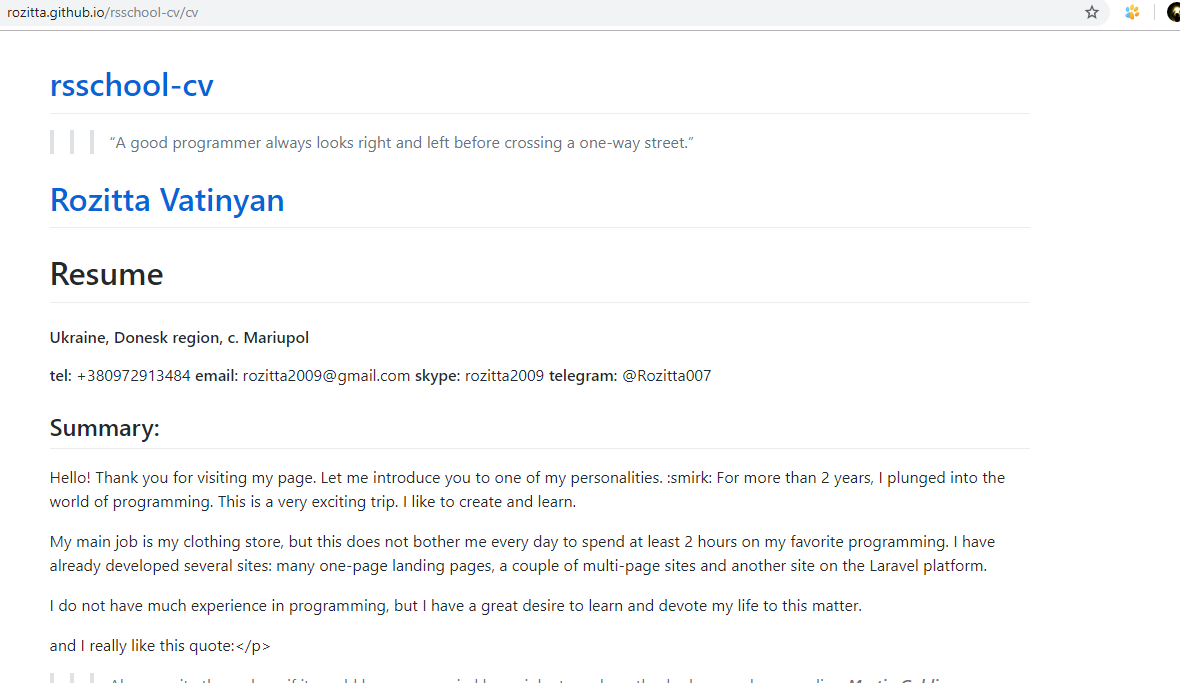 rozitta.github.io/rsschool-cv/cv
rsschool-cv
“A good programmer always looks right and left before crossing a one-way street.”
Rozitta Vatinyan
Resume
Ukraine, Donesk region, c. Mariupol
tel: +380972913484 email: rozitta2009@gmail.com skype: rozitta2009 telegram: @Rozitta007
Summary:
Hello! Thank you for visiting my page. Let me introduce you to one of my personalities. :smirk: For more than 2 years, I plunged into the
world of programming. This is a very exciting trip. I like to create and learn.
My main job is my clothing store, but this does not bother me every day to spend at least 2 hours on my favorite programming. I have
already developed several sites: many one-page landing pages, a couple of multi-page sites and another site on the Laravel platform.
I do not have much experience in programming, but I have a great desire to learn and devote my life to this matter.
and I really like this quote:</p>